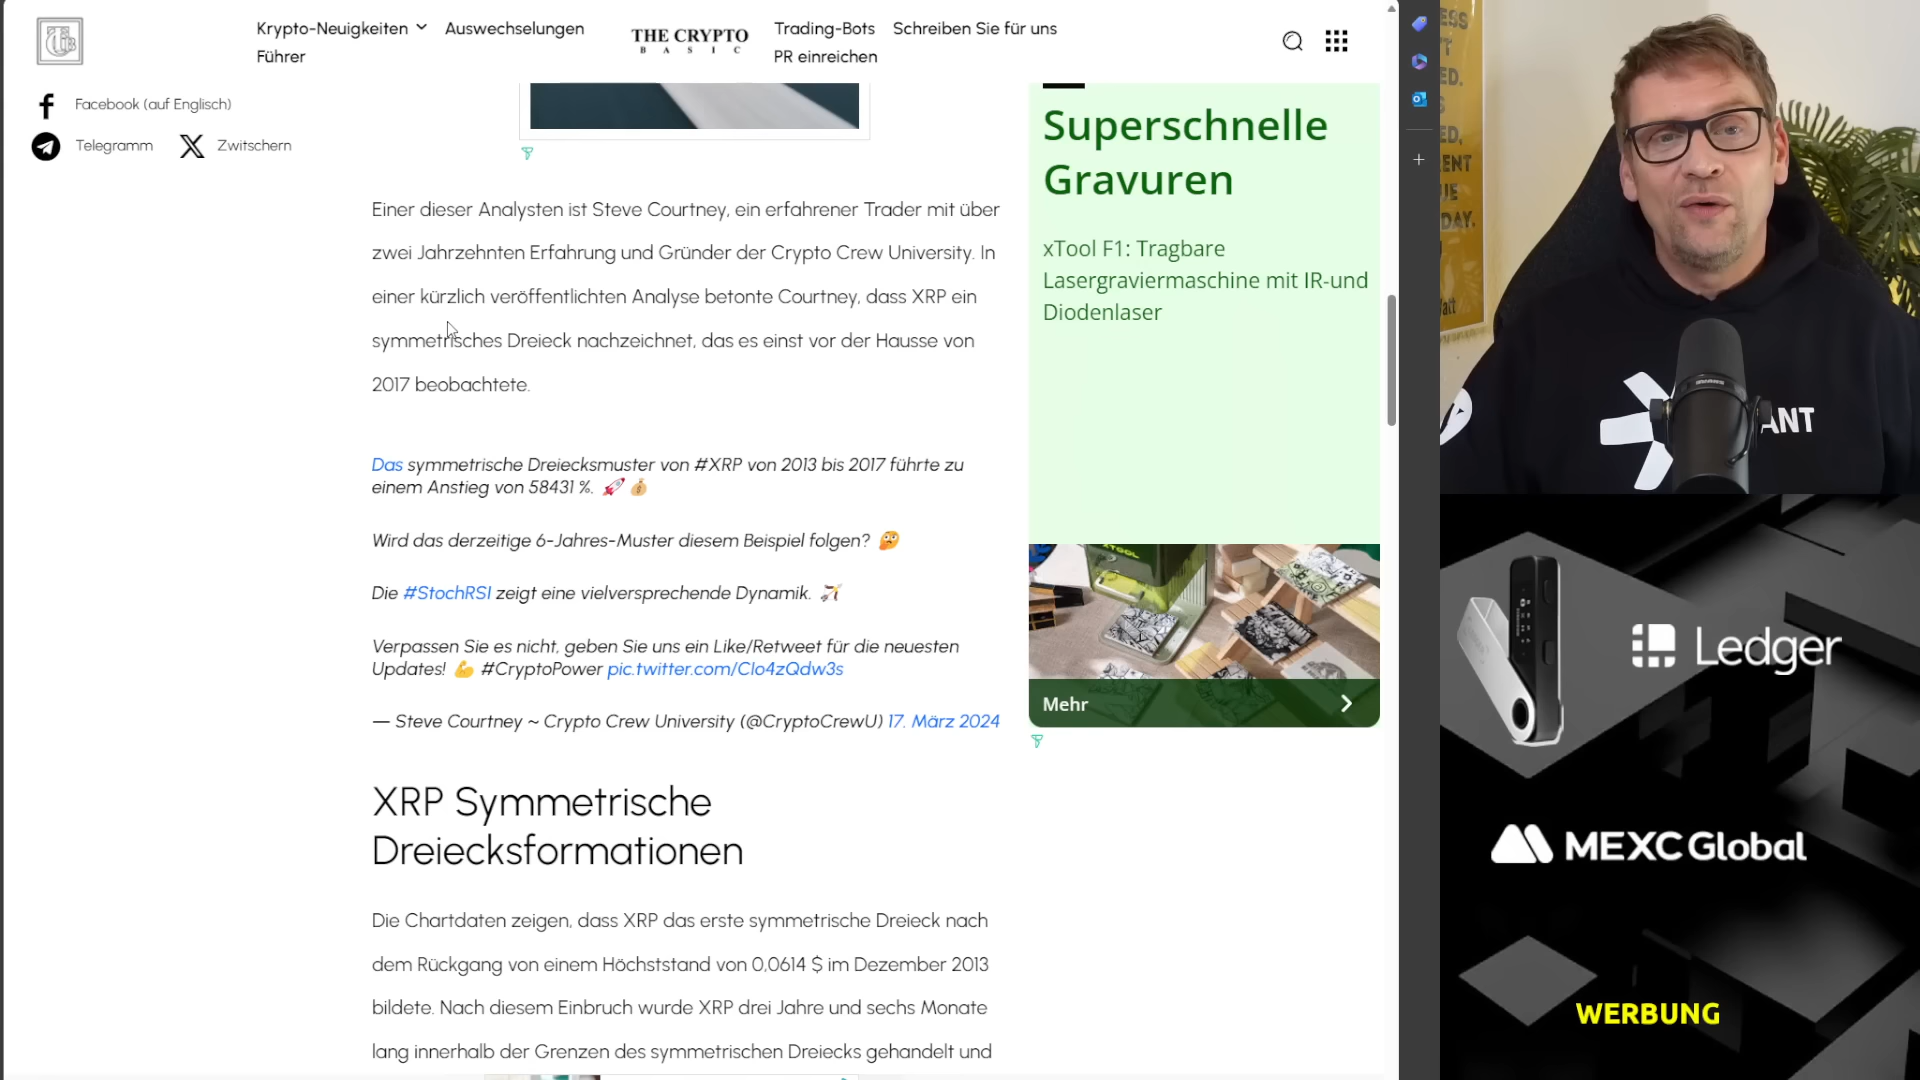 Krypto-Neuigkeiten
Auswechselungen
THE CRYPTO
BASIC
Trading-Bots
Schreiben Sie für uns
Führer
PR einreichen
Facebook (auf Englisch)
Telegramm
Zwitschern
Einer dieser Analysten ist Steve Courtney, ein erfahrener Trader mit über
zwei Jahrzehnten Erfahrung und Gründer der Crypto Crew University. In
einer kürzlich veröffentlichten Analyse betonte Courtney, dass XRP ein
symmetrisches Dreieck nachzeichnet, das es einst vor der Hausse von
2017 beobachtete.
Das symmetrische Dreiecksmuster von #XRP von 2013 bis 2017 führte zu
einem Anstieg von 58431 %. 🚀💰
Wird das derzeitige 6-Jahres-Muster diesem Beispiel folgen? 🤔
Die #StochRSI zeigt eine vielversprechende Dynamik.
Verpassen Sie es nicht, geben Sie uns ein Like/Retweet für die neuesten
Updates! 💪 #CryptoPower pic.twitter.com/CIo4zQdw3s
— Steve Courtney ~ Crypto Crew University (@CryptoCrewU) 17. März 2024
XRP Symmetrische
Dreiecksformationen
Die Chartdaten zeigen, dass XRP das erste symmetrische Dreieck nach
dem Rückgang von einem Höchststand von 0,0614 $ im Dezember 2013
bildete. Nach diesem Einbruch wurde XRP drei Jahre und sechs Monate
lang innerhalb der Grenzen des symmetrischen Dreiecks gehandelt und
Superschnelle
Gravuren
xTool F1: Tragbare
Lasergraviermaschine mit IR-und
Diodenlaser
Mehr
ANT
Ledger
MEXC Global
WERBUNG